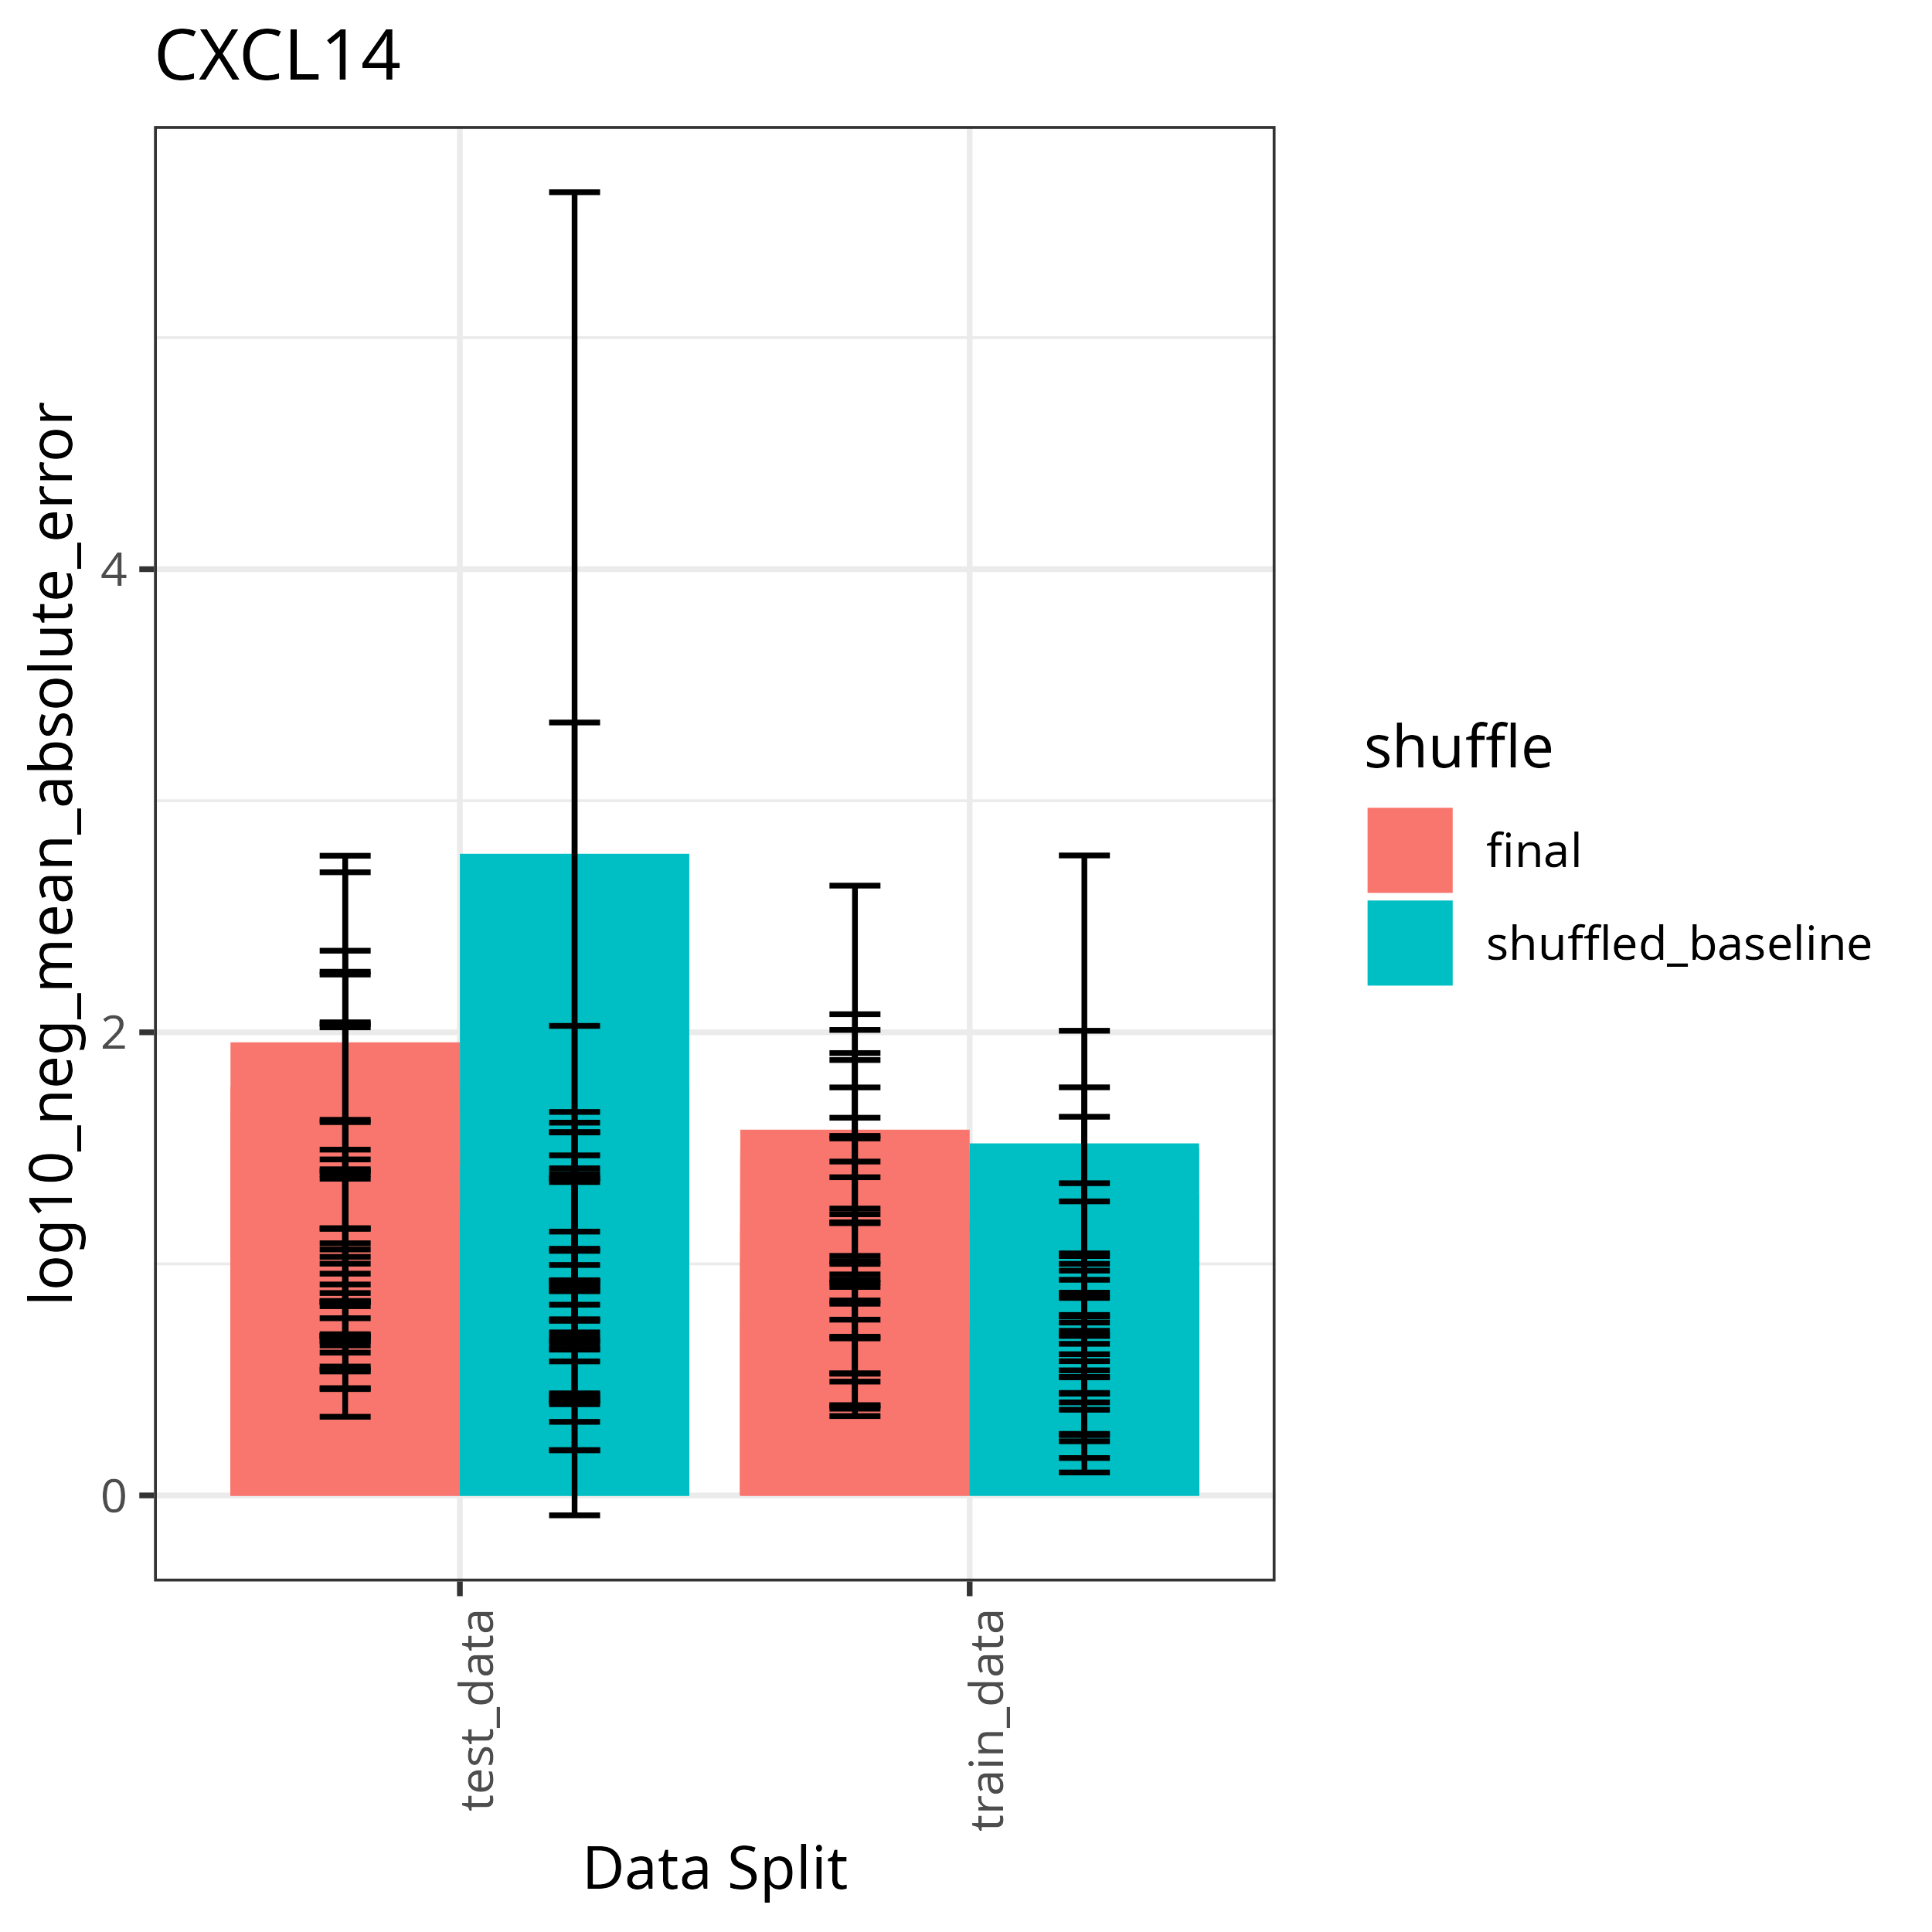 CXCL14
log10_neg_mean_absolute_error
4
2
0
test_data
train_data
Data Split
shuffle
final
shuffled_baseline